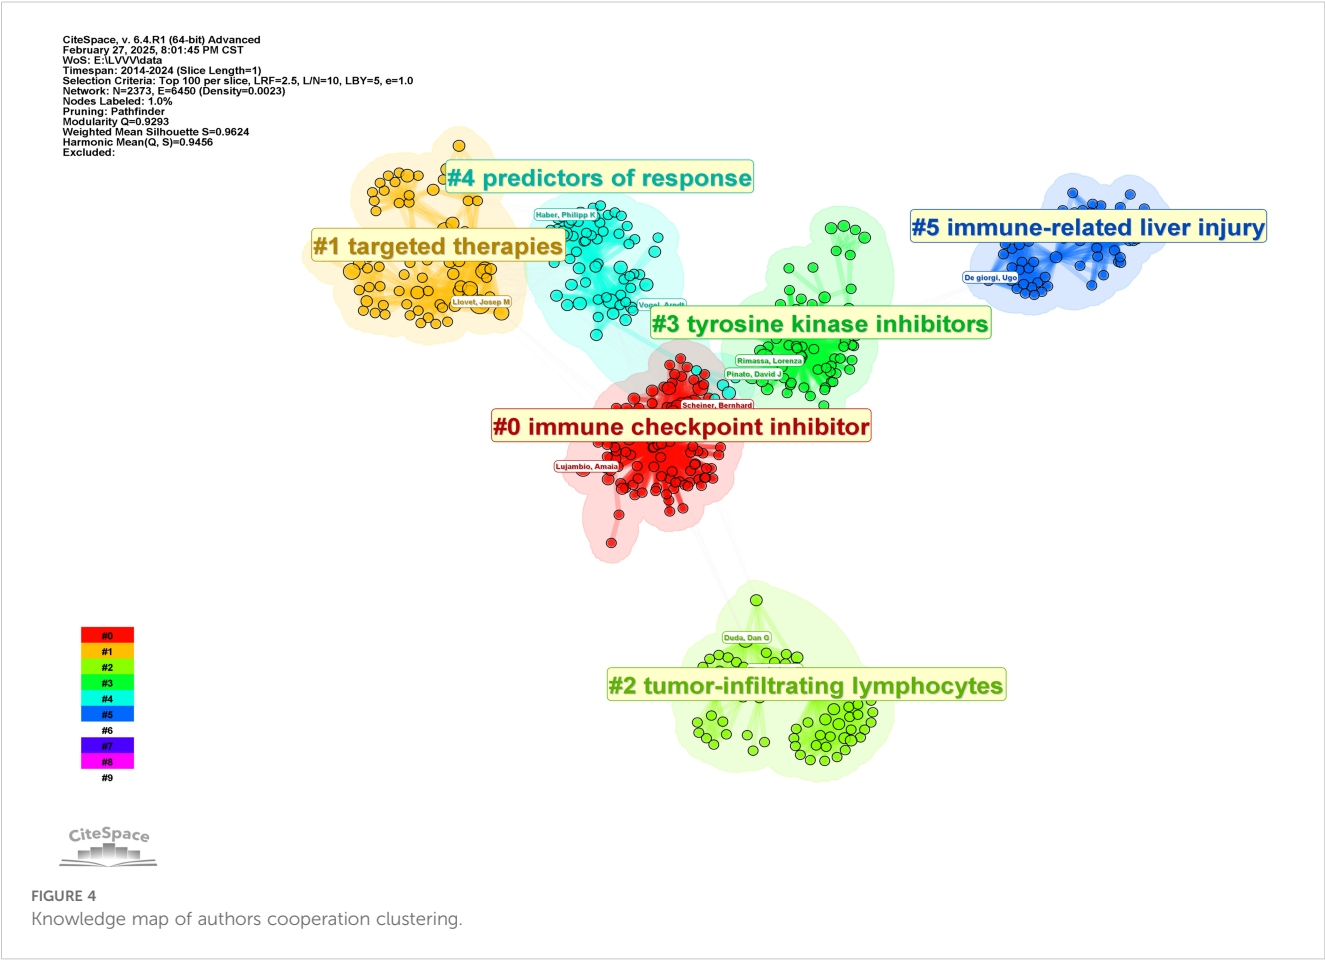 CiteSpace, v. 6.4.R1 (64-bit) Advanced
February 27, 2025, 8:01:45 PM CST
WoS: E:\LVVV\data
Timespan: 2014-2024 (Slice Length=1)
Selection Criteria: Top 100 per slice, LRF=2.5, L/N=10, LBY=5, e=1.0
Network: N=2373, E=6450 (Density=0.0023)
Nodes Labeled: 1.0%
Pruning: Pathfinder
Modularity Q=0.9293
Weighted Mean Silhouette S=0.9624
Harmonic Mean(Q, S)=0.9456
Excluded:
#4 predictors of response
Haber, Philipp K
#5 immune-related liver injury
#1 targeted therapies
De giorgi, Ugo
Llovet, Josep M
Vogel, Arndt
#3 tyrosine kinase inhibitors
Rimassa, Lorenza
Pinato, David J
Scheiner, Bernhard
#0 immune checkpoint inhibitor
Lujambio, Amaia
Duda, Dan G
#2 tumor-infiltrating lymphocytes
#0
#1
#2
#3
#4
#5
#6
#7
#8
#9
CiteSpace
FIGURE 4
Knowledge map of authors cooperation clustering.